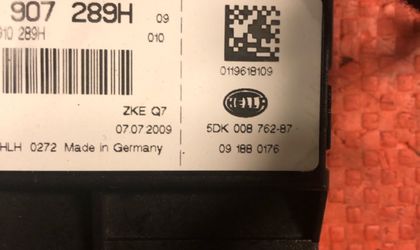 907 289H 09
910 289H 010
0119618109
HELLA
ZKE Q7
07.07.2009
5DK 008 762-87
HLH 0272 Made in Germany
09 188 0176